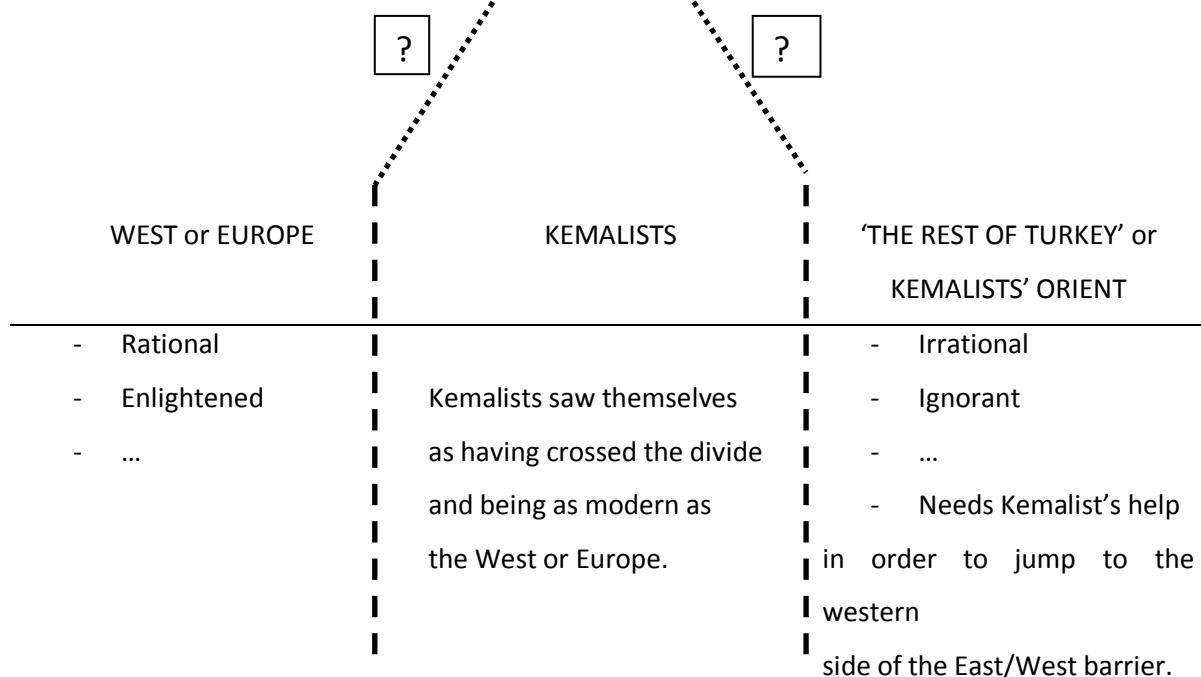 ? ?
WEST or EUROPE
KEMALISTS
‘THE REST OF TURKEY’ or
KEMALISTS’ ORIENT
- Rational
- Enlightened
- …
Kemalists saw themselves
as having crossed the divide
and being as modern as
the West or Europe.
- Irrational
- Ignorant
- …
- Needs Kemalist’s help
in order to jump to the
western
side of the East/West barrier.